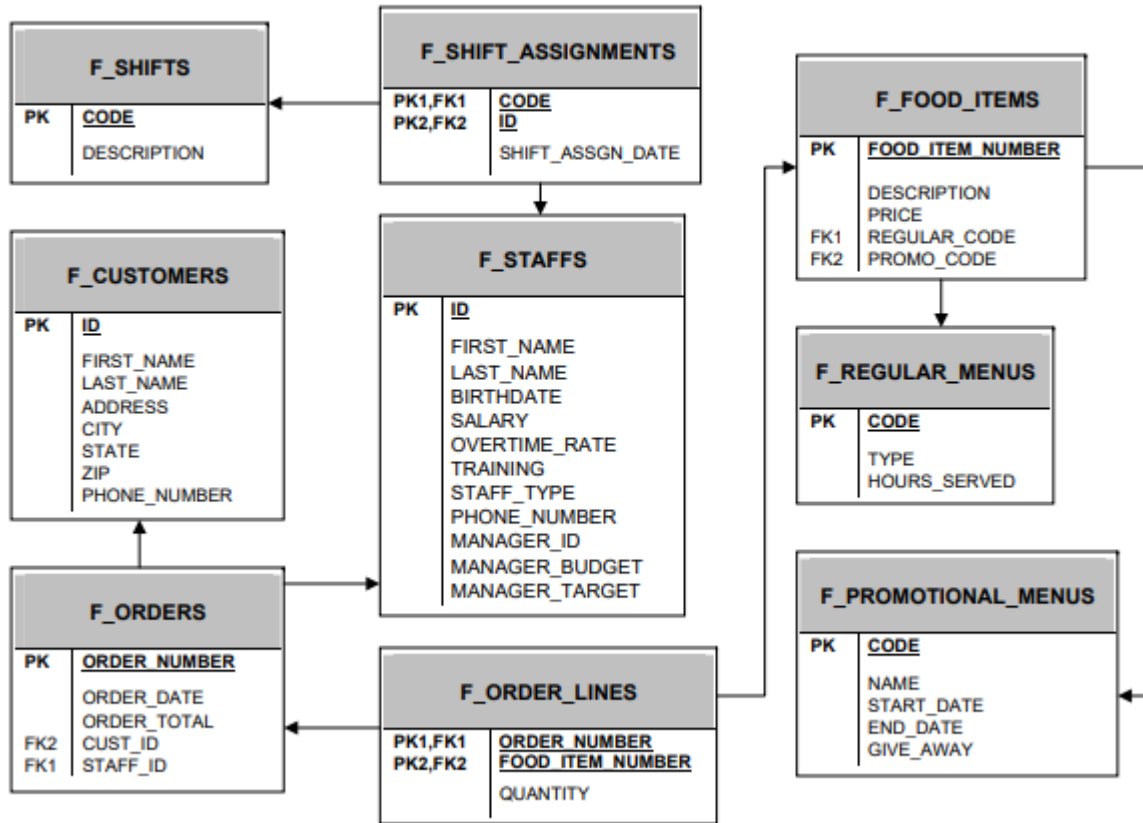 F_SHIFTS
PK CODE
DESCRIPTION
F_SHIFT_ASSIGNMENTS
PK1,FK1 CODE
PK2,FK2 ID
SHIFT_ASSGN_DATE
F_FOOD_ITEMS
PK FOOD_ITEM_NUMBER
DESCRIPTION
PRICE
FK1 REGULAR_CODE
FK2 PROMO_CODE
F_CUSTOMERS
PK ID
FIRST_NAME
LAST_NAME
ADDRESS
CITY
STATE
ZIP
PHONE_NUMBER
F_STAFFS
PK ID
FIRST_NAME
LAST_NAME
BIRTHDATE
SALARY
OVERTIME_RATE
TRAINING
STAFF_TYPE
PHONE_NUMBER
MANAGER_ID
MANAGER_BUDGET
MANAGER_TARGET
F_REGULAR_MENUS
PK CODE
TYPE
HOURS_SERVED
F_ORDERS
PK ORDER_NUMBER
ORDER_DATE
ORDER_TOTAL
FK2 CUST_ID
FK1 STAFF_ID
F_ORDER_LINES
PK1,FK1 ORDER_NUMBER
PK2,FK2 FOOD_ITEM_NUMBER
QUANTITY
F_PROMOTIONAL_MENUS
PK CODE
NAME
START_DATE
END_DATE
GIVE_AWAY